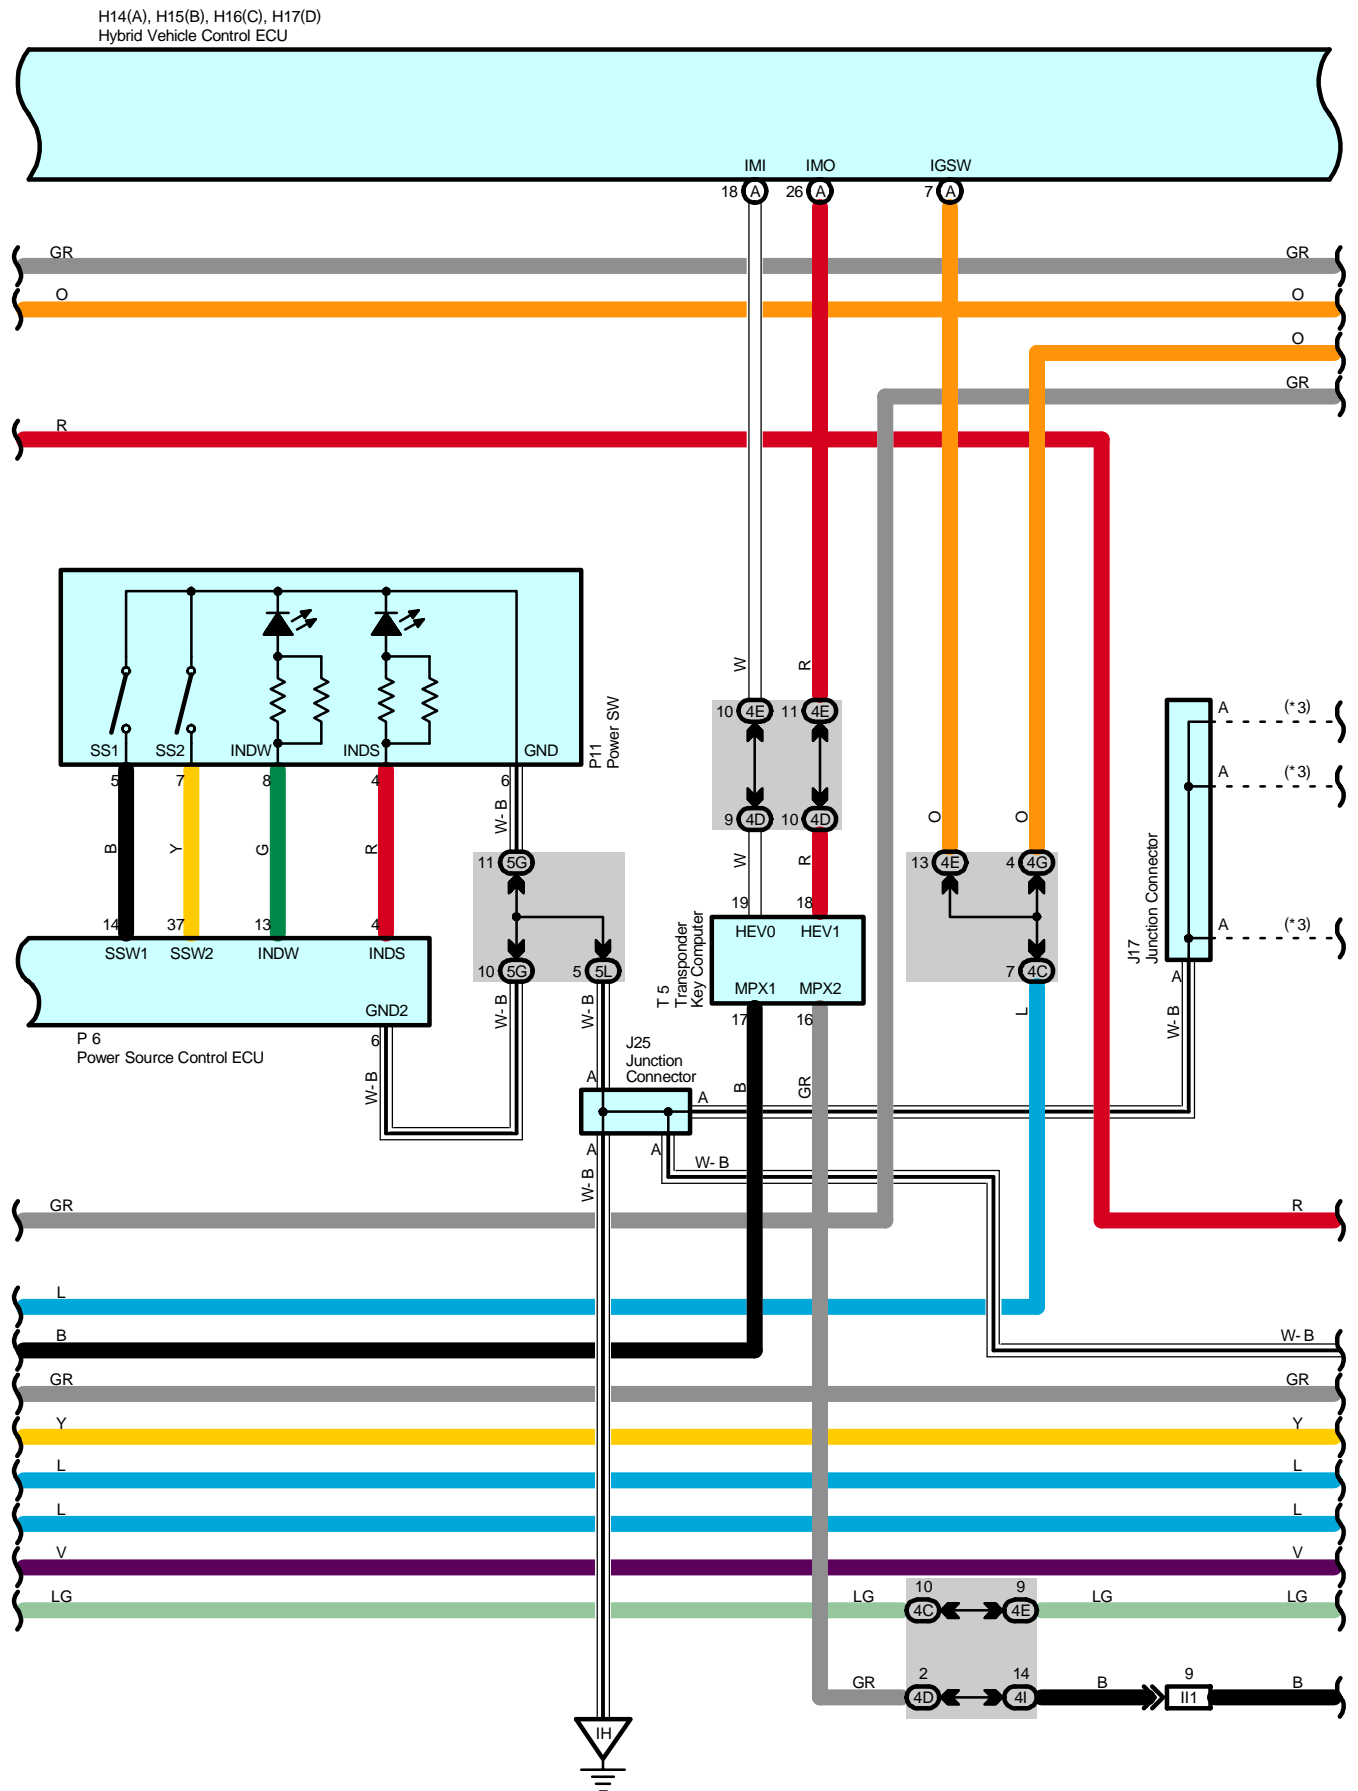 H14(A), H15(B), H16(C), H17(D)
Hybrid Vehicle Control ECU
IMI IMO IGSW
18 A 26 A 7 A
GR GR
O O
O
GR
R
W R
10 4E 11 4E
A (*3)
A (*3)
P11
Power SW
SS1 SS2 INDW INDS GND
5 7 8 4 6
B Y G R W-B
9 4D 10 4D
O O
W R
11 5G
13 4E 4 4G
19 18
14 37 13 4
HEV0 HEV1
A (*3)
J17
Junction Connector
SSW1 SSW2 INDW INDS
10 5G 5 5L
7 4C
A
T 5
Transponder
Key Computer
MPX1 MPX2
GND2
W-B W-B
17 16
L
W-B
P 6
Power Source Control ECU
6
J25
Junction
Connector
W-B
A
B GR
A
A A
W-B
W-B
GR R
L
B W-B
GR GR
Y Y
L L
L L
V V
10 9
LG LG 4C 4E LG LG
2 14 9
GR 4D 4I B II1 B
IH